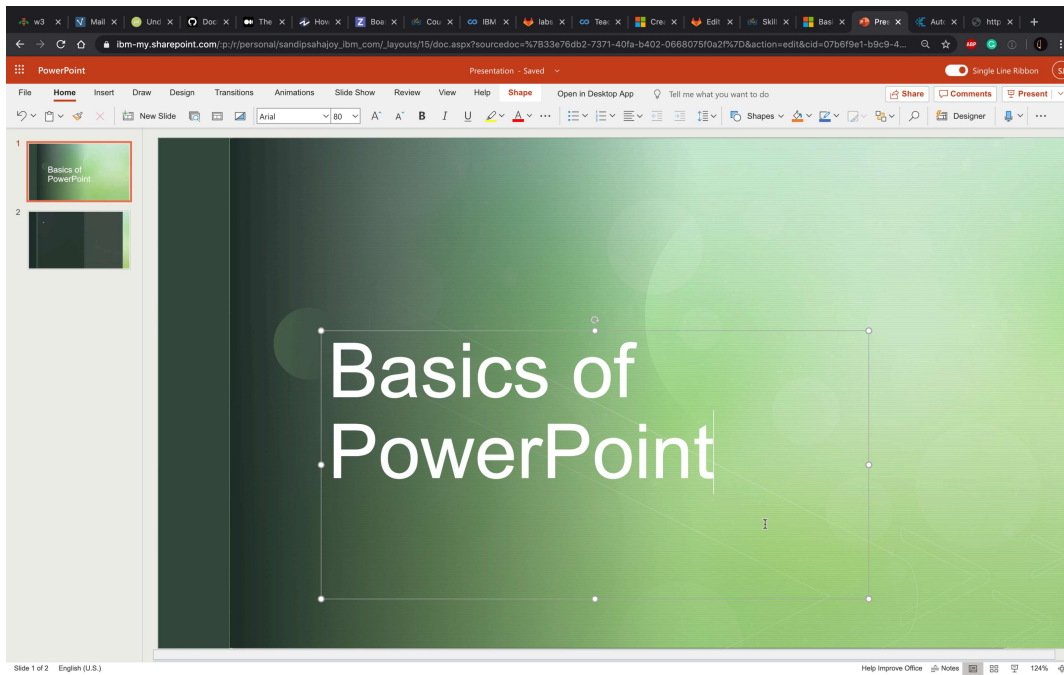 w3
Mail
Und
Doc
The
How
Boa
Cou
IBM
labs
Teac
Crea
Edit
Skill
Basi
Pres
Auto
http
ibm-my.sharepoint.com/:p:/r/personal/sandipsahajoy_ibm_com/_layouts/15/doc.aspx?sourcedoc=%7B33e76db2-7371-40fa-b402-0668075f0a2f%7D&action=edit&cid=07b6f9e1-b9c9-4...
ABP
PowerPoint
Presentation - Saved
Single Line Ribbon
File Home Insert Draw Design Transitions Animations Slide Show Review View Help Shape Open in Desktop App Tell me what you want to do Share Comments Present
New Slide Arial 80 A A B I U A Shapes Designer
1
Basics of
PowerPoint
2
Basics of
PowerPoint
Slide 1 of 2 English (U.S.) Help Improve Office Notes 124%